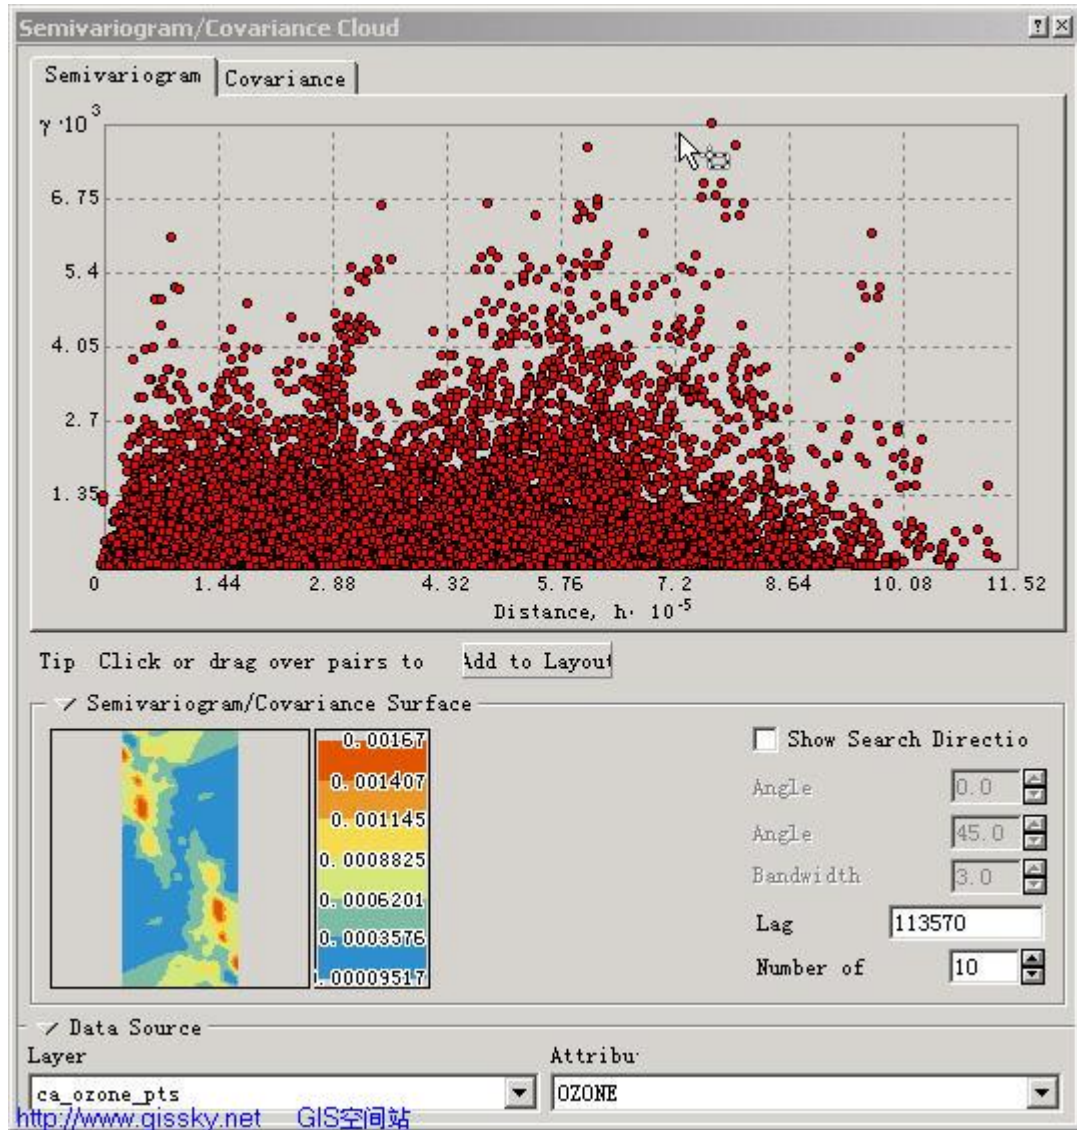 Semivariogram/Covariance Cloud
Semivariogram Covariance
γ·10³
6.75
5.4
4.05
2.7
1.35
0 1.44 2.88 4.32 5.76 7.2 8.64 10.08 11.52
Distance, h· 10⁻⁵
Tip Click or drag over pairs to Add to Layout
Semivariogram/Covariance Surface
0.00167
0.001407
0.001145
0.0008825
0.0006201
0.0003576
.00009517
Show Search Directio
Angle 0.0
Angle 45.0
Bandwidth 3.0
Lag 113570
Number of 10
Data Source
Layer Attribu
ca_ozone_pts OZONE
http://www.gissky.net GIS空间站